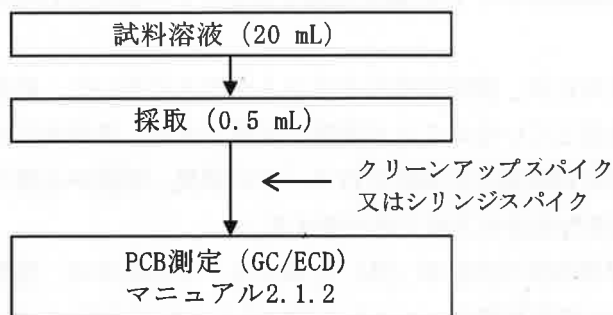 試料溶液 (20 mL)
採取 (0.5 mL)
クリーンアップスパイク
又はシリンジスパイク
PCB測定 (GC/ECD)
マニュアル2.1.2